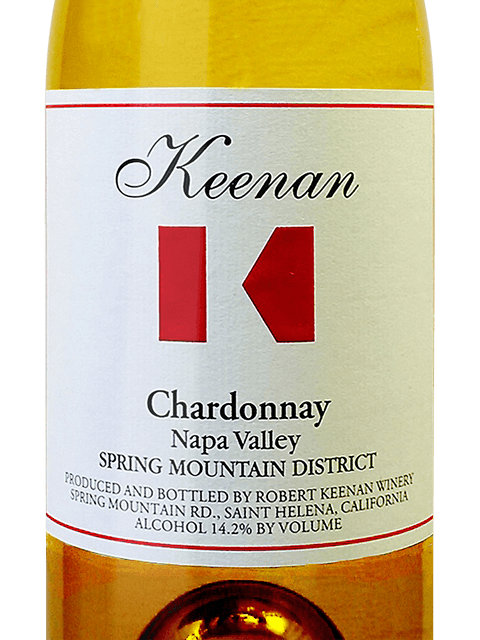 Keenan
K
Chardonnay
Napa Valley
SPRING MOUNTAIN DISTRICT
PRODUCED AND BOTTLED BY ROBERT KEENAN WINERY
SPRING MOUNTAIN RD., SAINT HELENA, CALIFORNIA
ALCOHOL 14.2% BY VOLUME